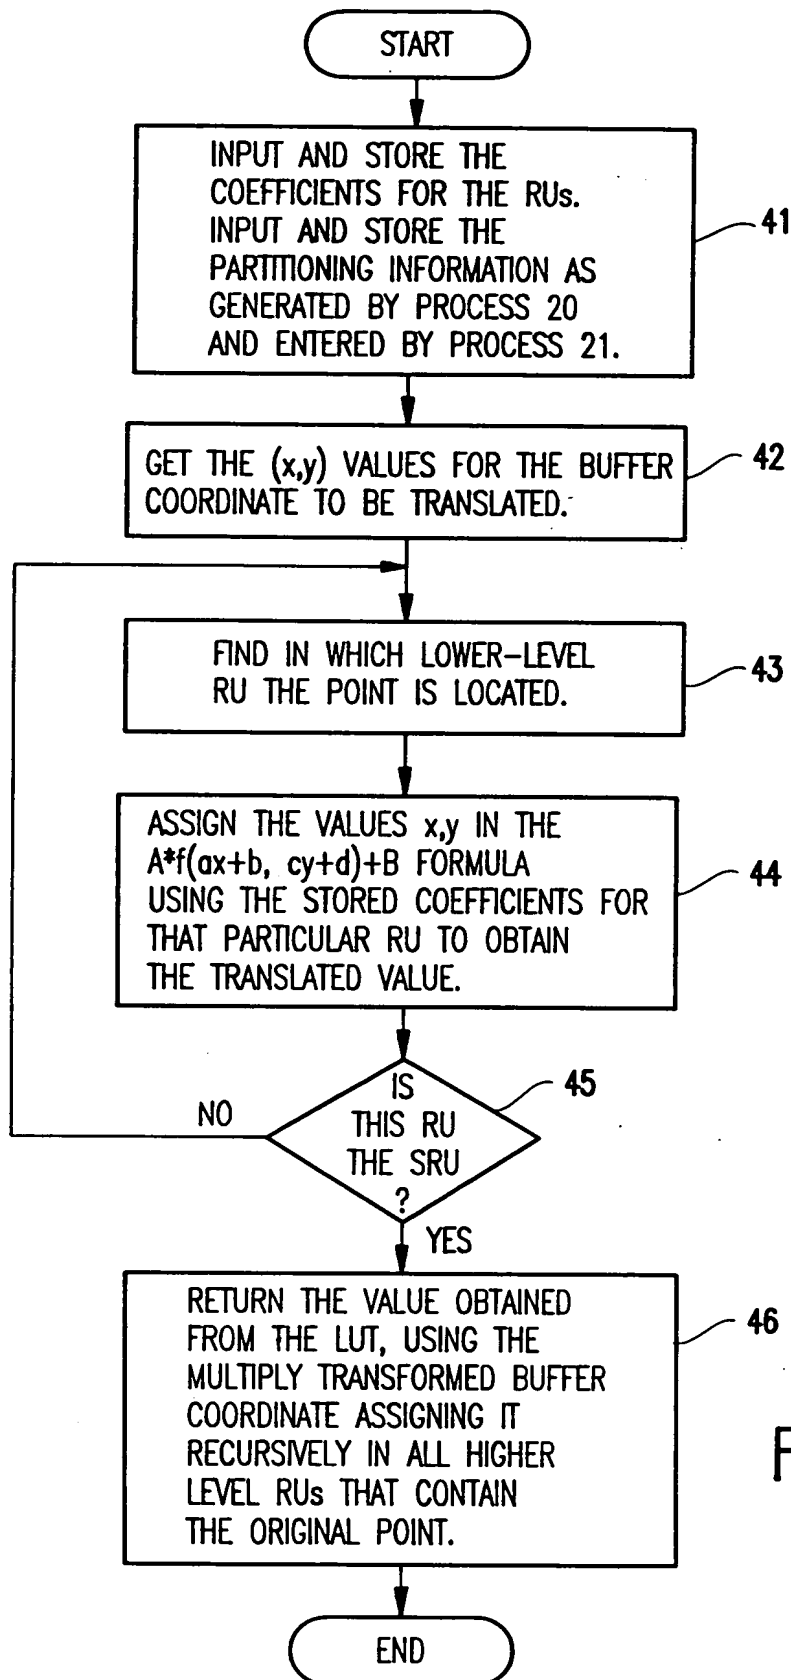 START
INPUT AND STORE THE
COEFFICIENTS FOR THE RUs.
INPUT AND STORE THE
PARTITIONING INFORMATION AS
GENERATED BY PROCESS 20
AND ENTERED BY PROCESS 21.
41
GET THE (x,y) VALUES FOR THE BUFFER
COORDINATE TO BE TRANSLATED.
42
FIND IN WHICH LOWER-LEVEL
RU THE POINT IS LOCATED.
43
ASSIGN THE VALUES x,y IN THE
A*f(ax+b, cy+d)+B FORMULA
USING THE STORED COEFFICIENTS FOR
THAT PARTICULAR RU TO OBTAIN
THE TRANSLATED VALUE.
44
IS
THIS RU
THE SRU
?
45
NO
YES
RETURN THE VALUE OBTAINED
FROM THE LUT, USING THE
MULTIPLY TRANSFORMED BUFFER
COORDINATE ASSIGNING IT
RECURSIVELY IN ALL HIGHER
LEVEL RUs THAT CONTAIN
THE ORIGINAL POINT.
46
F
END